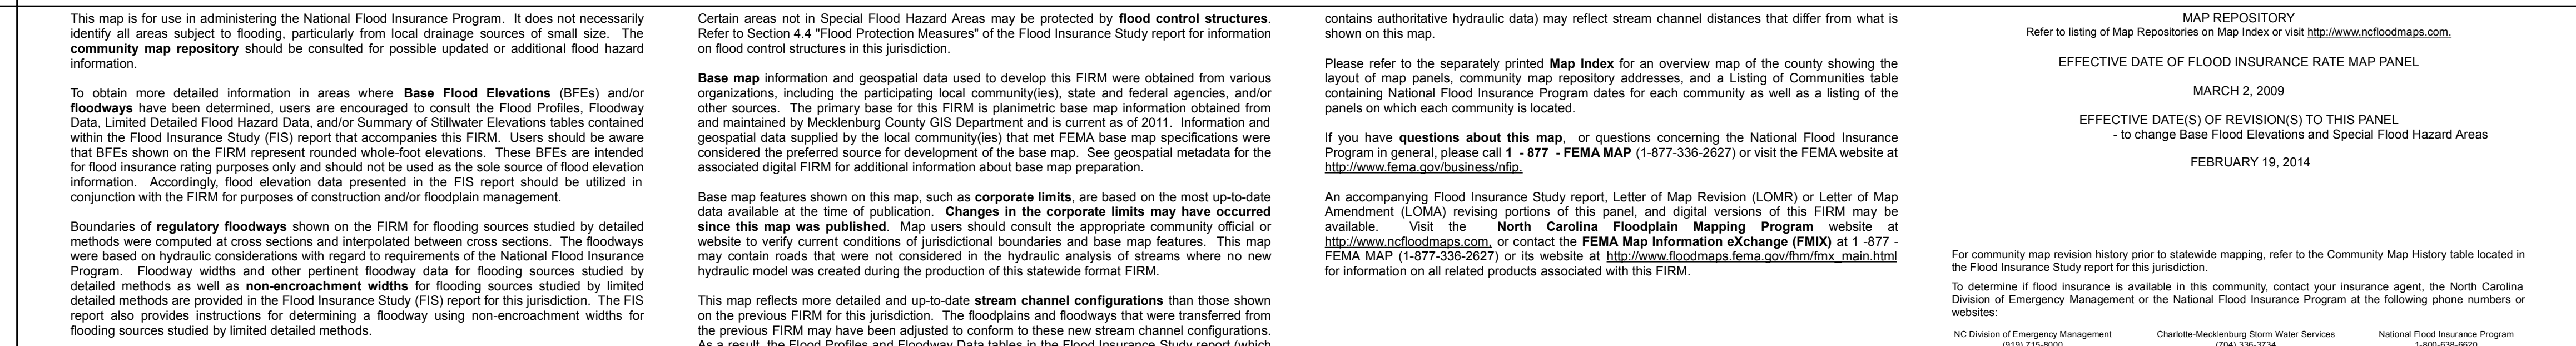 This map is for use in administering the National Flood Insurance Program. It does not necessarily
identify all areas subject to flooding, particularly from local drainage sources of small size. The
community map repository should be consulted for possible updated or additional flood hazard
information.
To obtain more detailed information in areas where Base Flood Elevations (BFEs) and/or
floodways have been determined, users are encouraged to consult the Flood Profiles, Floodway
Data, Limited Detailed Flood Hazard Data, and/or Summary of Stillwater Elevations tables contained
within the Flood Insurance Study (FIS) report that accompanies this FIRM. Users should be aware
that BFEs shown on the FIRM represent rounded whole-foot elevations. These BFEs are intended
for flood insurance rating purposes only and should not be used as the sole source of flood elevation
information. Accordingly, flood elevation data presented in the FIS report should be utilized in
conjunction with the FIRM for purposes of construction and/or floodplain management.
Boundaries of regulatory floodways shown on the FIRM for flooding sources studied by detailed
methods were computed at cross sections and interpolated between cross sections. The floodways
were based on hydraulic considerations with regard to requirements of the National Flood Insurance
Program. Floodway widths and other pertinent floodway data for flooding sources studied by
detailed methods as well as non-encroachment widths for flooding sources studied by limited
detailed methods are provided in the Flood Insurance Study (FIS) report for this jurisdiction. The FIS
report also provides instructions for determining a floodway using non-encroachment widths for
flooding sources studied by limited detailed methods.
Certain areas not in Special Flood Hazard Areas may be protected by flood control structures.
Refer to Section 4.4 "Flood Protection Measures" of the Flood Insurance Study report for information
on flood control structures in this jurisdiction.
Base map information and geospatial data used to develop this FIRM were obtained from various
organizations, including the participating local community(ies), state and federal agencies, and/or
other sources. The primary base for this FIRM is planimetric base map information obtained from
and maintained by Mecklenburg County GIS Department and is current as of 2011. Information and
geospatial data supplied by the local community(ies) that met FEMA base map specifications were
considered the preferred source for development of the base map. See geospatial metadata for the
associated digital FIRM for additional information about base map preparation.
Base map features shown on this map, such as corporate limits, are based on the most up-to-date
data available at the time of publication. Changes in the corporate limits may have occurred
since this map was published. Map users should consult the appropriate community official or
website to verify current conditions of jurisdictional boundaries and base map features. This map
may contain roads that were not considered in the hydraulic analysis of streams where no new
hydraulic model was created during the production of this statewide format FIRM.
This map reflects more detailed and up-to-date stream channel configurations than those shown
on the previous FIRM for this jurisdiction. The floodplains and floodways that were transferred from
the previous FIRM may have been adjusted to conform to these new stream channel configurations.
As a result, the Flood Profiles and Floodway Data tables in the Flood Insurance Study report (which
contains authoritative hydraulic data) may reflect stream channel distances that differ from what is
shown on this map.
Please refer to the separately printed Map Index for an overview map of the county showing the
layout of map panels, community map repository addresses, and a Listing of Communities table
containing National Flood Insurance Program dates for each community as well as a listing of the
panels on which each community is located.
If you have questions about this map, or questions concerning the National Flood Insurance
Program in general, please call 1 - 877 - FEMA MAP (1-877-336-2627) or visit the FEMA website at
http://www.fema.gov/business/nfip.
An accompanying Flood Insurance Study report, Letter of Map Revision (LOMR) or Letter of Map
Amendment (LOMA) revising portions of this panel, and digital versions of this FIRM may be
available. Visit the North Carolina Floodplain Mapping Program website at
http://www.ncfloodmaps.com, or contact the FEMA Map Information eXchange (FMIX) at 1 -877 -
FEMA MAP (1-877-336-2627) or its website at http://www.floodmaps.fema.gov/fhm/fmx_main.html
for information on all related products associated with this FIRM.
MAP REPOSITORY
Refer to listing of Map Repositories on Map Index or visit http://www.ncfloodmaps.com.
EFFECTIVE DATE OF FLOOD INSURANCE RATE MAP PANEL
MARCH 2, 2009
EFFECTIVE DATE(S) OF REVISION(S) TO THIS PANEL
- to change Base Flood Elevations and Special Flood Hazard Areas
FEBRUARY 19, 2014
For community map revision history prior to statewide mapping, refer to the Community Map History table located in
the Flood Insurance Study report for this jurisdiction.
To determine if flood insurance is available in this community, contact your insurance agent, the North Carolina
Division of Emergency Management or the National Flood Insurance Program at the following phone numbers or
websites:
NC Division of Emergency Management Charlotte-Mecklenburg Storm Water Services National Flood Insurance Program
(919) 715-8000 (704) 336-3734 1-800-638-6620